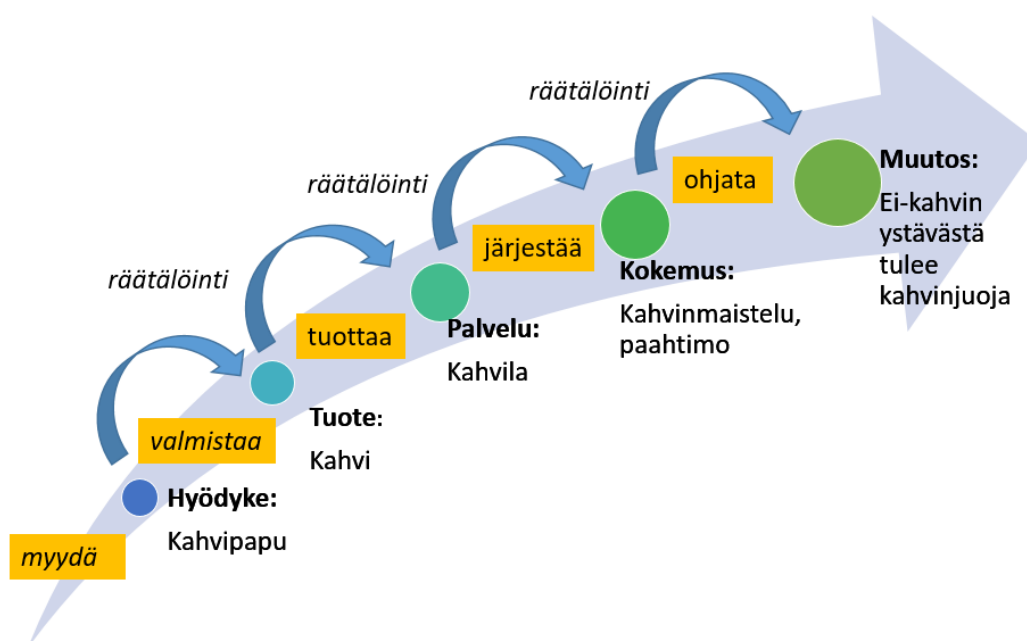 räätälöinti
ohjata
Muutos:
Ei-kahvin
ystävästä
tulee
kahvinjuoja
räätälöinti
järjestää
Kokemus:
Kahvinmaistelu,
paahtimo
räätälöinti
tuottaa
Palvelu:
Kahvila
valmistaa
Tuote:
Kahvi
myydä
Hyödyke:
Kahvipapu